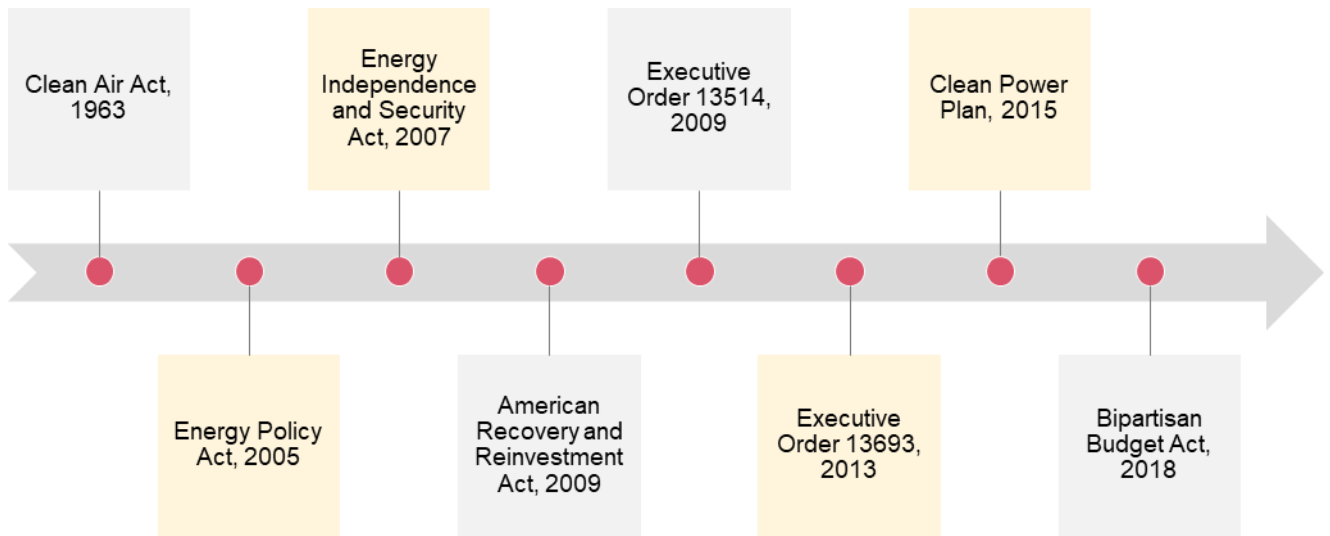 Clean Air Act,
1963
Energy
Independence
and Security
Act, 2007
Executive
Order 13514,
2009
Clean Power
Plan, 2015
Energy Policy
Act, 2005
American
Recovery and
Reinvestment
Act, 2009
Executive
Order 13693,
2013
Bipartisan
Budget Act,
2018